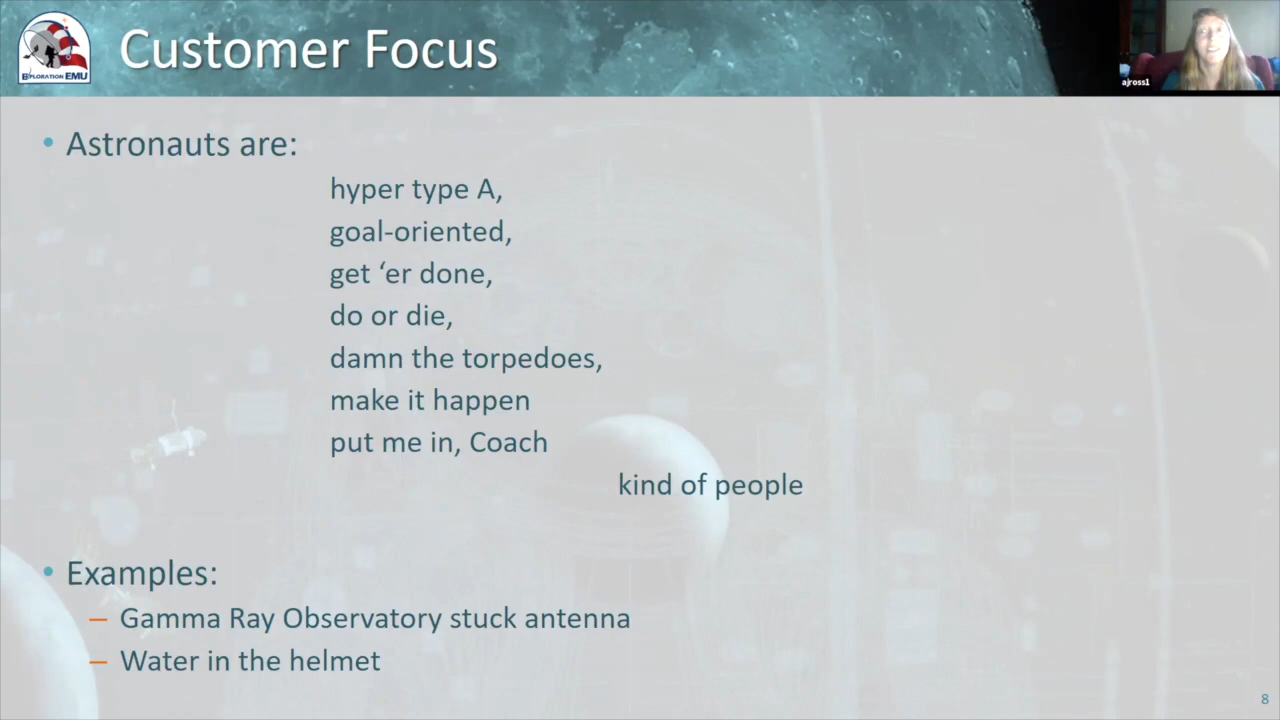 Customer Focus
EXPLORATION EMU
ajross1
• Astronauts are:
hyper type A,
goal-oriented,
get ‘er done,
do or die,
damn the torpedoes,
make it happen
put me in, Coach
kind of people
• Examples:
– Gamma Ray Observatory stuck antenna
– Water in the helmet
8